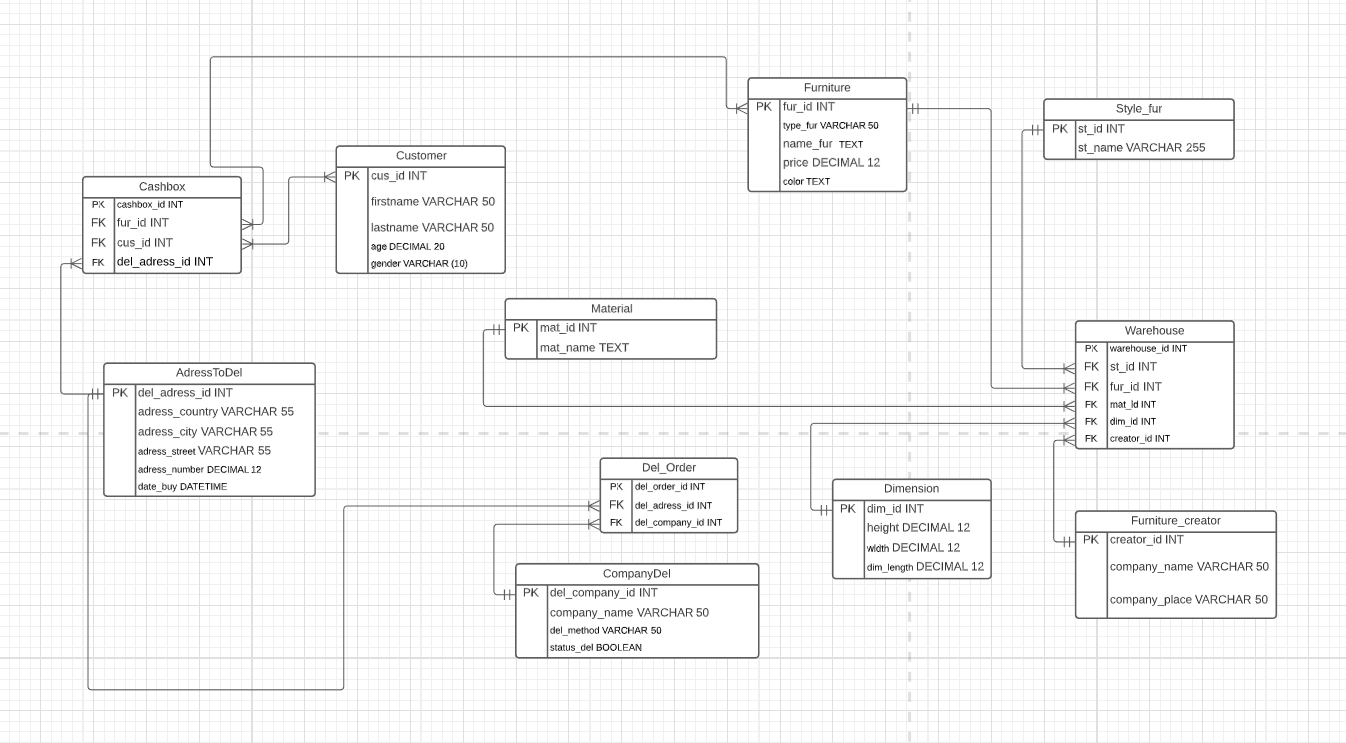 Furniture
PK fur_id INT
type_fur VARCHAR 50
name_fur TEXT
price DECIMAL 12
color TEXT
Style_fur
PK st_id INT
st_name VARCHAR 255
Customer
PK cus_id INT
firstname VARCHAR 50
lastname VARCHAR 50
age DECIMAL 20
gender VARCHAR (10)
Cashbox
PK cashbox_id INT
FK fur_id INT
FK cus_id INT
FK del_adress_id INT
Material
PK mat_id INT
mat_name TEXT
Warehouse
PK warehouse_id INT
FK st_id INT
FK fur_id INT
FK mat_id INT
FK dim_id INT
FK creator_id INT
AdressToDel
PK del_adress_id INT
adress_country VARCHAR 55
adress_city VARCHAR 55
adress_street VARCHAR 55
adress_number DECIMAL 12
date_buy DATETIME
Del_Order
PK del_order_id INT
FK del_adress_id INT
FK del_company_id INT
Dimension
PK dim_id INT
height DECIMAL 12
width DECIMAL 12
dim_length DECIMAL 12
Furniture_creator
PK creator_id INT
company_name VARCHAR 50
company_place VARCHAR 50
CompanyDel
PK del_company_id INT
company_name VARCHAR 50
del_method VARCHAR 50
status_del BOOLEAN